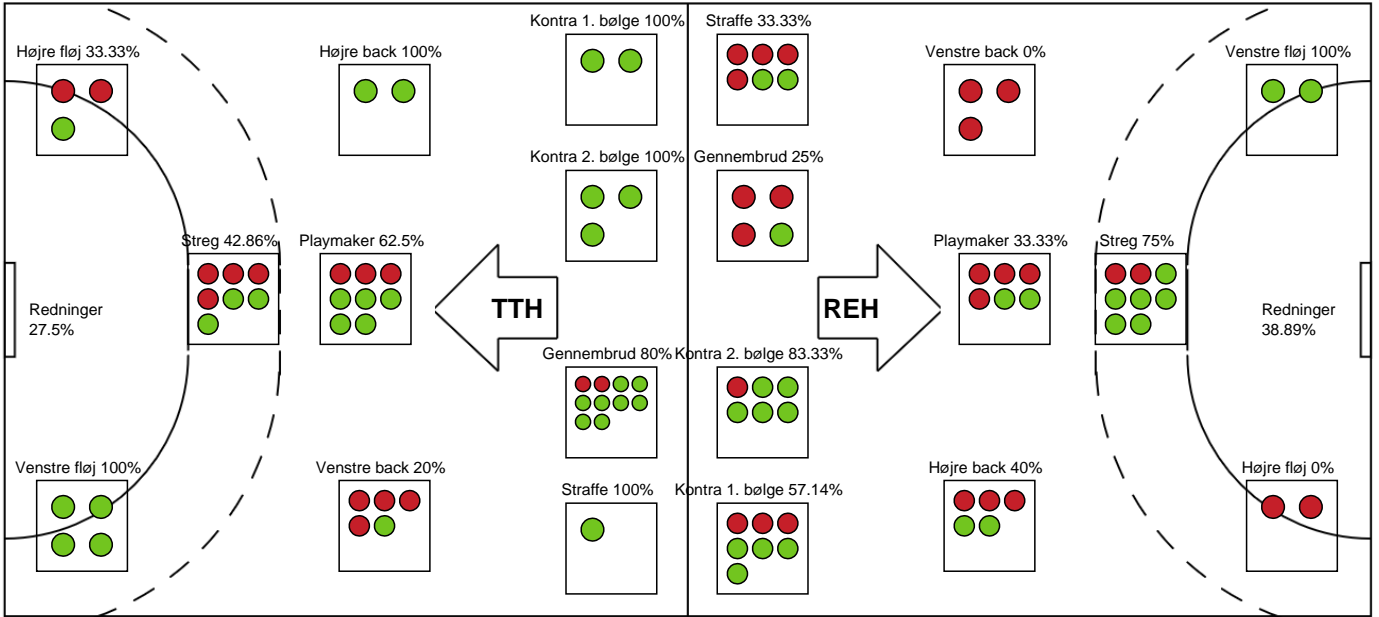 Kontra 1. bølge 100%
Straffe 33.33%
Højre fløj 33.33%
Højre back 100%
Venstre back 0%
Venstre fløj 100%
Kontra 2. bølge 100%
Gennembrud 25%
Streg 42.86%
Playmaker 62.5%
Playmaker 33.33%
Streg 75%
TTH
REH
Redninger
27.5%
Redninger
38.89%
Gennembrud 80%
Kontra 2. bølge 83.33%
Venstre fløj 100%
Venstre back 20%
Højre back 40%
Højre fløj 0%
Straffe 100%
Kontra 1. bølge 57.14%